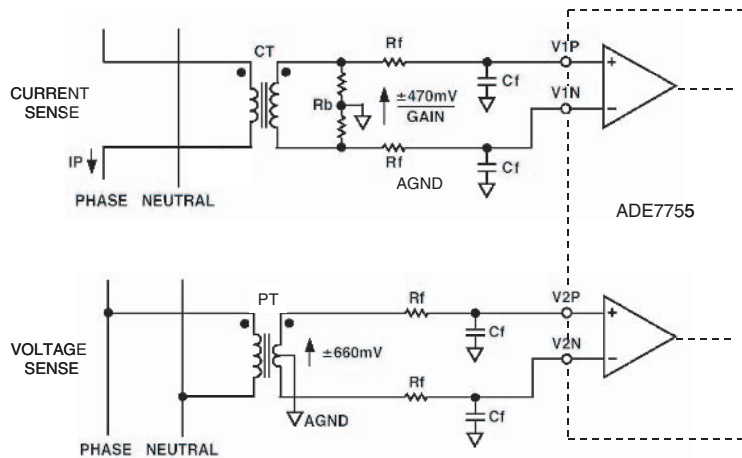 CT
Rf
V1P
+
CURRENT
SENSE
Rb
±470mV
GAIN
Cf
V1N
−
IP
Rf
Cf
AGND
PHASE NEUTRAL
ADE7755
PT
Rf
V2P
+
VOLTAGE
SENSE
±660mV
Cf
V2N
−
Rf
AGND
Cf
PHASE NEUTRAL